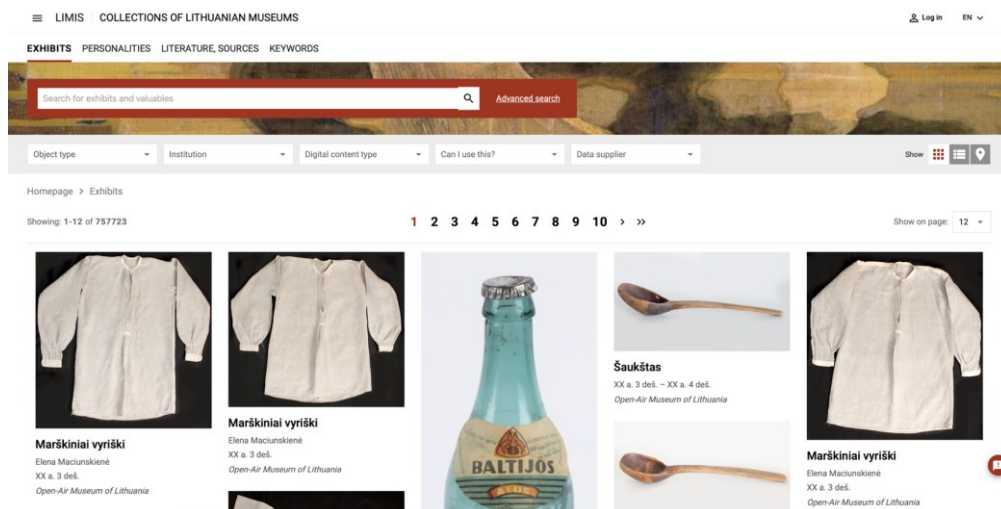 LIMIS COLLECTIONS OF LITHUANIAN MUSEUMS
Log in EN
EXHIBITS PERSONALITIES LITERATURE, SOURCES KEYWORDS
Search for exhibits and valuables
Advanced search
Object type
Institution
Digital content type
Can I use this?
Data supplier
Show
Homepage > Exhibits
Showing: 1-12 of 757723
1 2 3 4 5 6 7 8 9 10 › »
Show on page: 12
Marškiniai vyriški
Elena Maciunskienė
XX a. 3 deš.
Open-Air Museum of Lithuania
Marškiniai vyriški
Elena Maciunskienė
XX a. 3 deš.
Open-Air Museum of Lithuania
BALTIJOS
ALUS
Šaukštas
XX a. 3 deš. – XX a. 4 deš.
Open-Air Museum of Lithuania
Marškiniai vyriški
Elena Maciunskienė
XX a. 3 deš.
Open-Air Museum of Lithuania